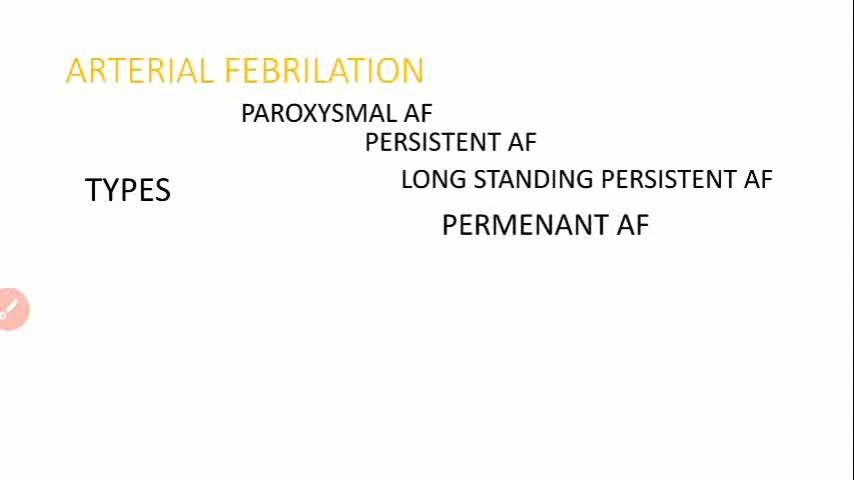 ARTERIAL FEBRILATION
PAROXYSMAL AF
PERSISTENT AF
LONG STANDING PERSISTENT AF
TYPES
PERMENANT AF